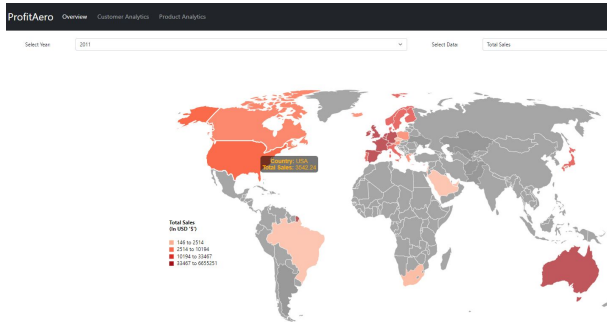 ProfitAero Overview Customer Analytics Product Analytics
Select Year: 2011 Select Data: Total Sales
Country: USA
Total Sales: 3542.24
Total Sales
(In USD '$')
146 to 2514
2514 to 10194
10194 to 33467
33467 to 6655251